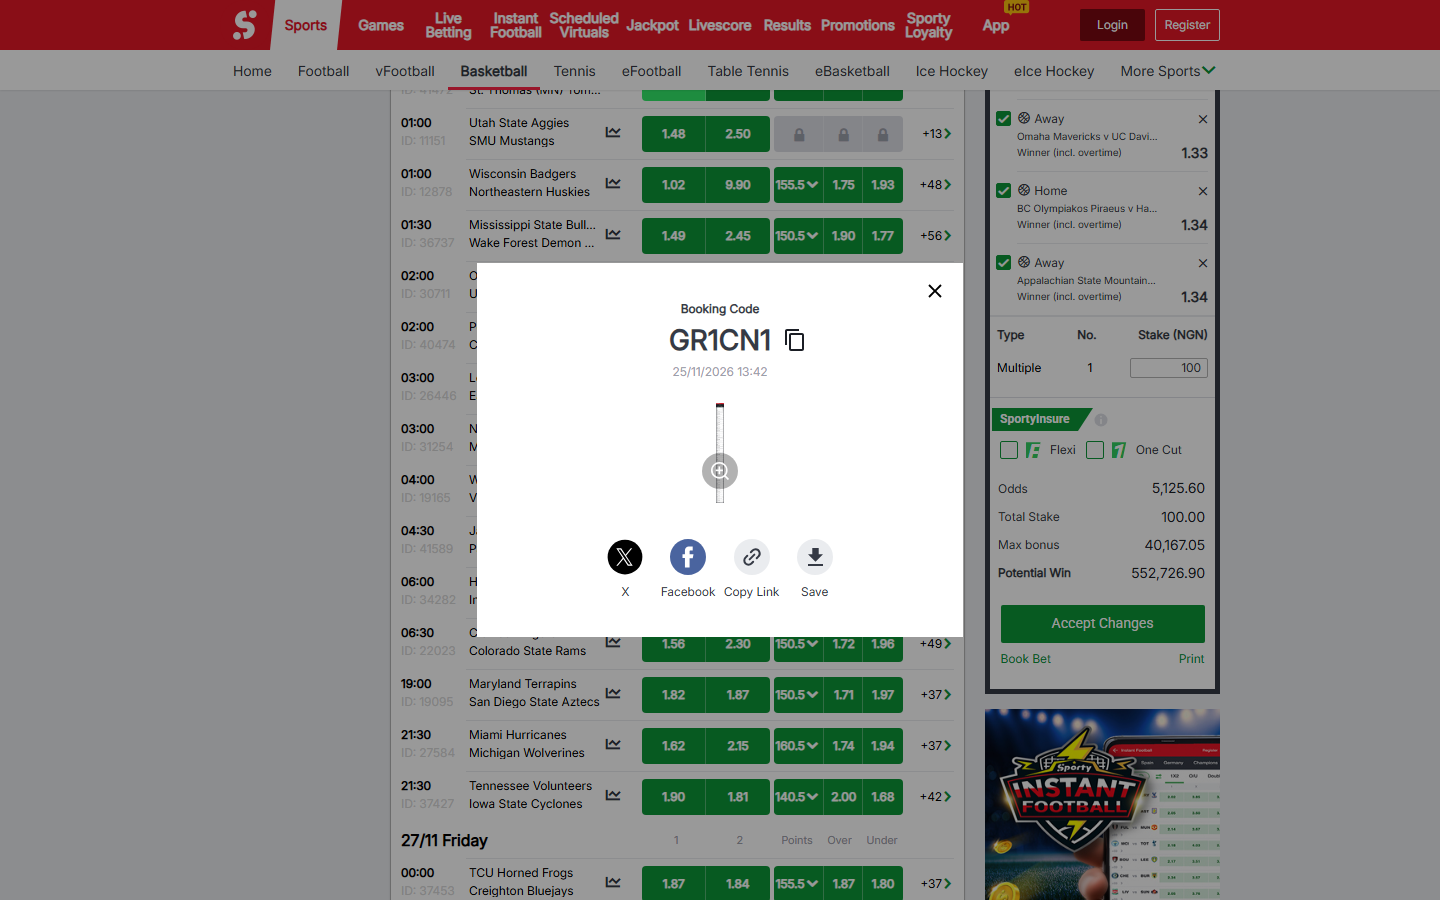 Sports
Games
Live Betting
Instant Football
Scheduled Virtuals
Jackpot
Livescore
Results
Promotions
Sporty Loyalty
App
HOT
Login
Register
Home
Football
vFootball
Basketball
Tennis
eFootball
Table Tennis
eBasketball
Ice Hockey
eIce Hockey
More Sports
01:00 Utah State Aggies 1.48 2.50 +13
ID: 11151 SMU Mustangs
01:00 Wisconsin Badgers 1.02 9.90 155.5 1.75 1.93 +48
ID: 12878 Northeastern Huskies
01:30 Mississippi State Bull... 1.49 2.45 150.5 1.90 1.77 +56
ID: 36737 Wake Forest Demon ...
02:00
ID: 30711
02:00
ID: 40474
03:00
ID: 26446
03:00
ID: 31254
04:00
ID: 19165
04:30
ID: 41589
06:00
ID: 34282
06:30 1.56 2.30 150.5 1.72 1.96 +49
ID: 22023 Colorado State Rams
19:00 Maryland Terrapins 1.82 1.87 150.5 1.71 1.97 +37
ID: 19095 San Diego State Aztecs
21:30 Miami Hurricanes 1.62 2.15 160.5 1.74 1.94 +37
ID: 27584 Michigan Wolverines
21:30 Tennessee Volunteers 1.90 1.81 140.5 2.00 1.68 +42
ID: 37427 Iowa State Cyclones
27/11 Friday 1 2 Points Over Under
00:00 TCU Horned Frogs 1.87 1.84 155.5 1.87 1.80 +37
ID: 37453 Creighton Bluejays
Booking Code
GR1CN1
25/11/2026 13:42
X
Facebook
Copy Link
Save
Away
Omaha Mavericks v UC Davi...
Winner (incl. overtime) 1.33
Home
BC Olympiakos Piraeus v Ha...
Winner (incl. overtime) 1.34
Away
Appalachian State Mountain...
Winner (incl. overtime) 1.34
Type No. Stake (NGN)
Multiple 1 100
SportyInsure
Flexi
One Cut
Odds 5,125.60
Total Stake 100.00
Max bonus 40,167.05
Potential Win 552,726.90
Accept Changes
Book Bet Print
Sporty
INSTANT
FOOTBALL
Instant Football
Register
Spain Germany Champions